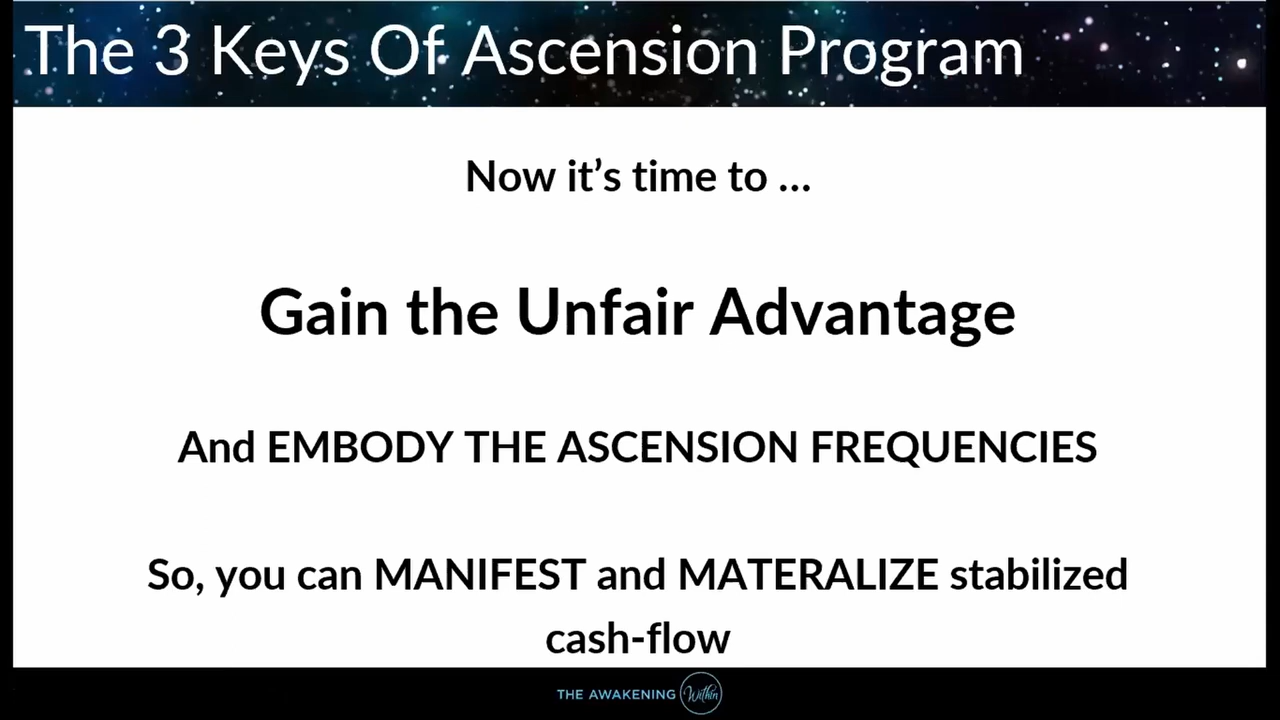 The 3 Keys Of Ascension Program
Now it’s time to ...
Gain the Unfair Advantage
And EMBODY THE ASCENSION FREQUENCIES
So, you can MANIFEST and MATERALIZE stabilized
cash-flow
THE AWAKENING Within